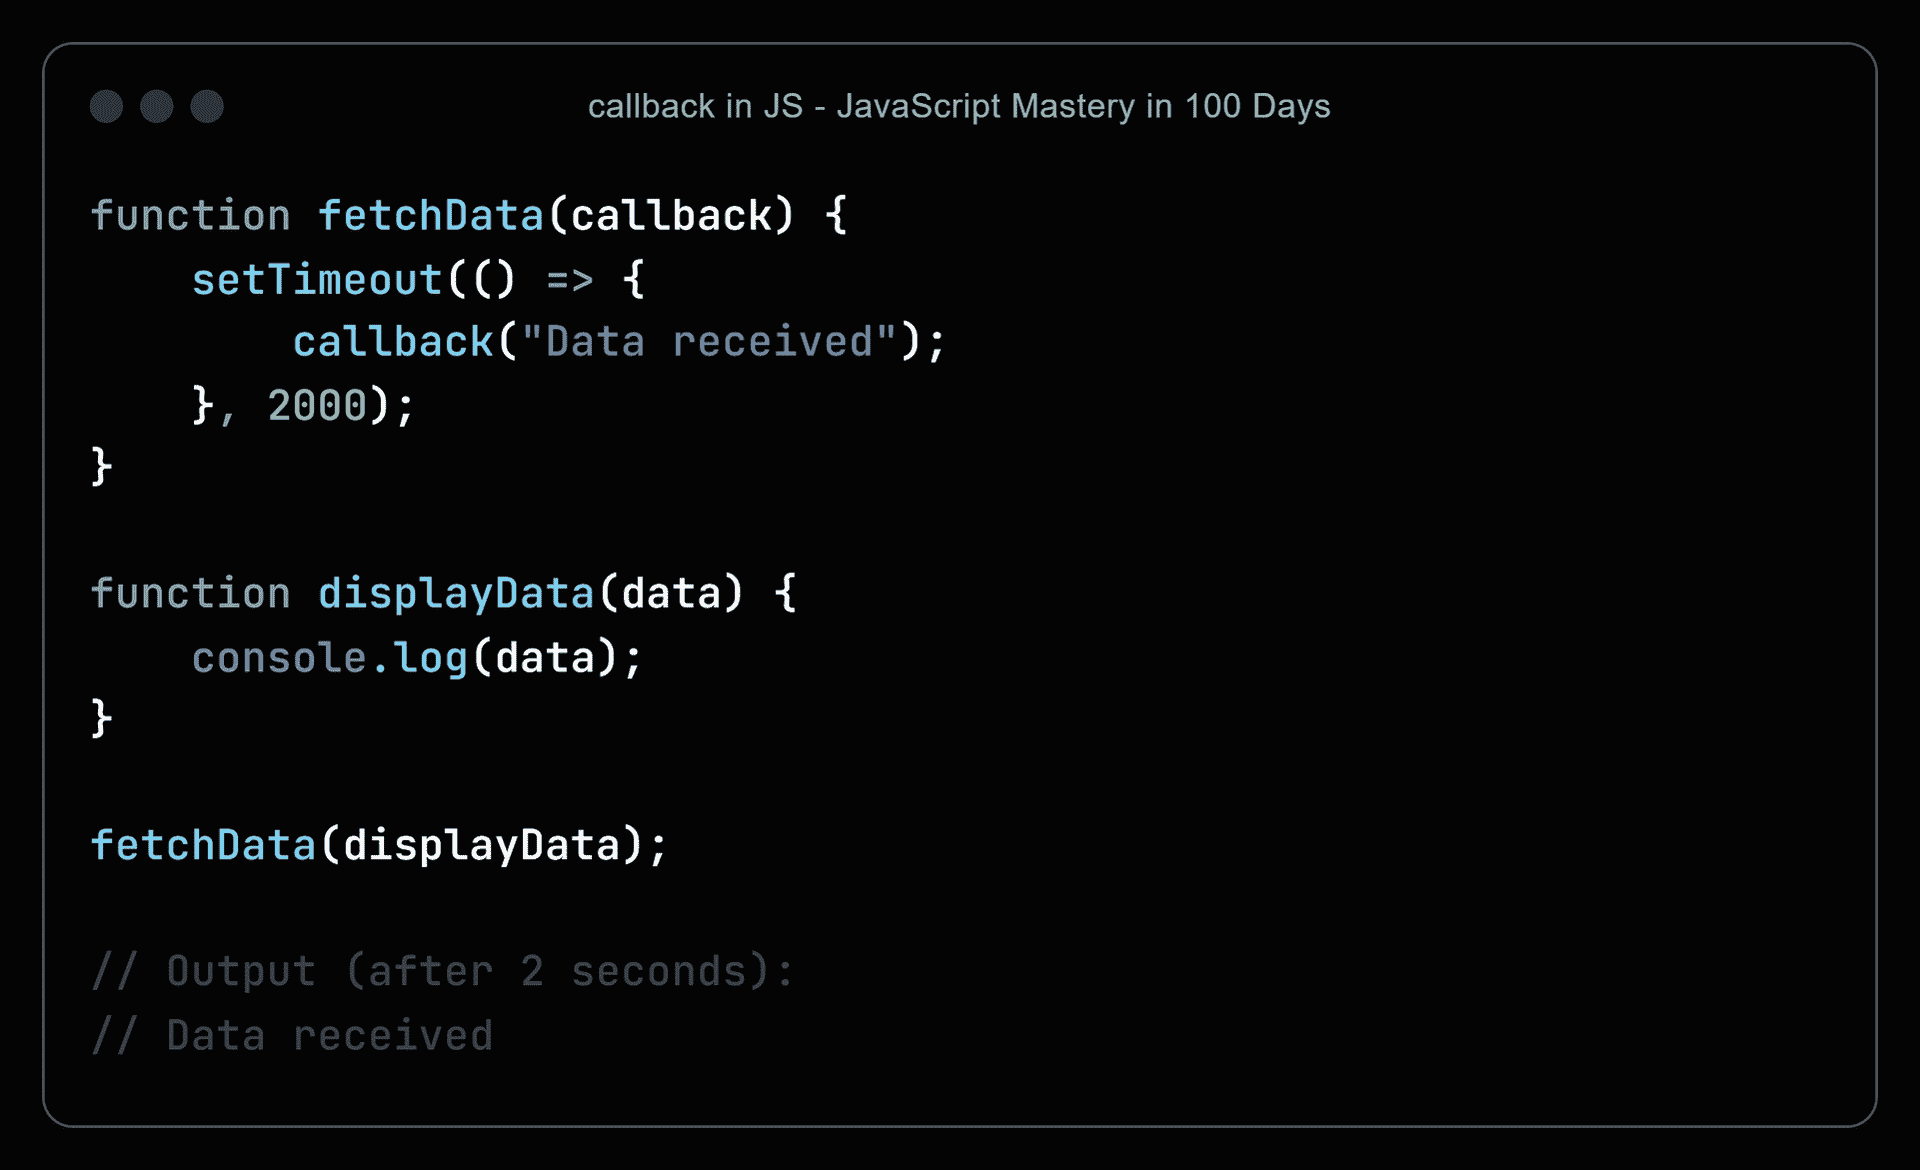 callback in JS - JavaScript Mastery in 100 Days
function fetchData(callback) {
    setTimeout(() => {
        callback("Data received");
    }, 2000);
}
function displayData(data) {
    console.log(data);
}
fetchData(displayData);
// Output (after 2 seconds):
// Data received